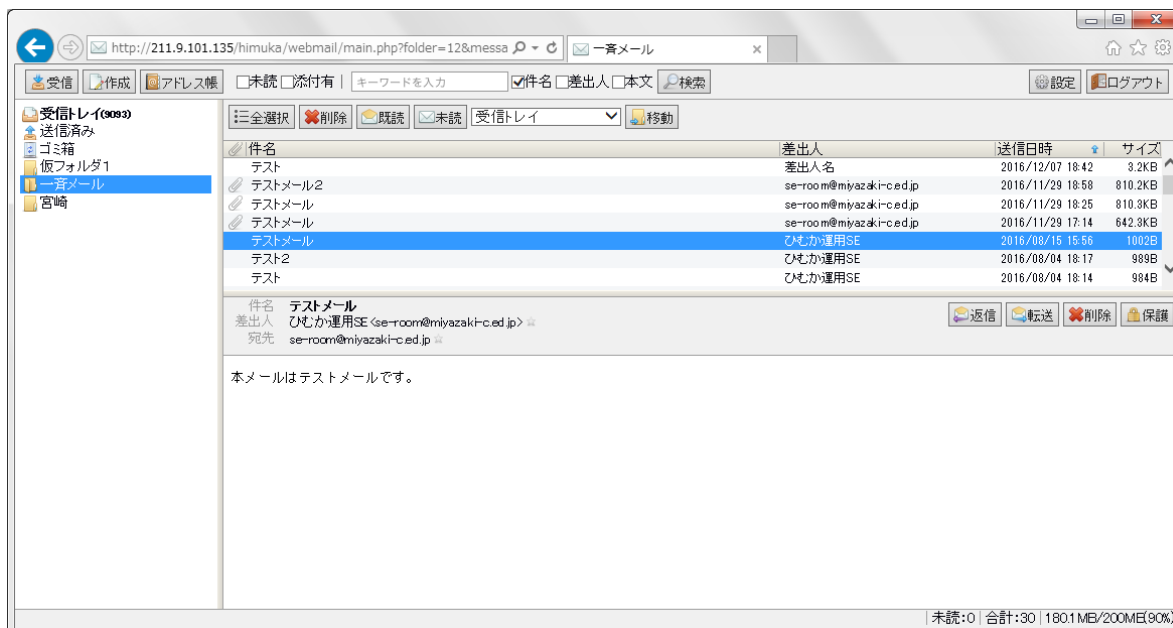 http://211.9.101.135/himuka/webmail/main.php?folder=12&messa
一斉メール
受信 作成 アドレス帳 未読 添付有 | キーワードを入力 件名 差出人 本文 検索 設定 ログアウト
受信トレイ(9093)
送信済み
ゴミ箱
仮フォルダ1
一斉メール
宮崎
全選択 削除 既読 未読 受信トレイ 移動
件名 差出人 送信日時 サイズ
テスト 差出人名 2016/12/07 18:42 3.2KB
テストメール2 se-room@miyazaki-c.ed.jp 2016/11/29 18:58 810.2KB
テストメール se-room@miyazaki-c.ed.jp 2016/11/29 18:25 810.3KB
テストメール se-room@miyazaki-c.ed.jp 2016/11/29 17:14 642.3KB
テストメール ひむか運用SE 2016/08/15 15:56 1002B
テスト2 ひむか運用SE 2016/08/04 18:17 989B
テスト ひむか運用SE 2016/08/04 18:14 984B
件名 テストメール
差出人 ひむか運用SE<se-room@miyazaki-c.ed.jp>☆
宛先 se-room@miyazaki-c.ed.jp ☆
返信 転送 削除 保護
本メールはテストメールです。
未読:0 | 合計:30 | 180.1MB/200MB(90%)